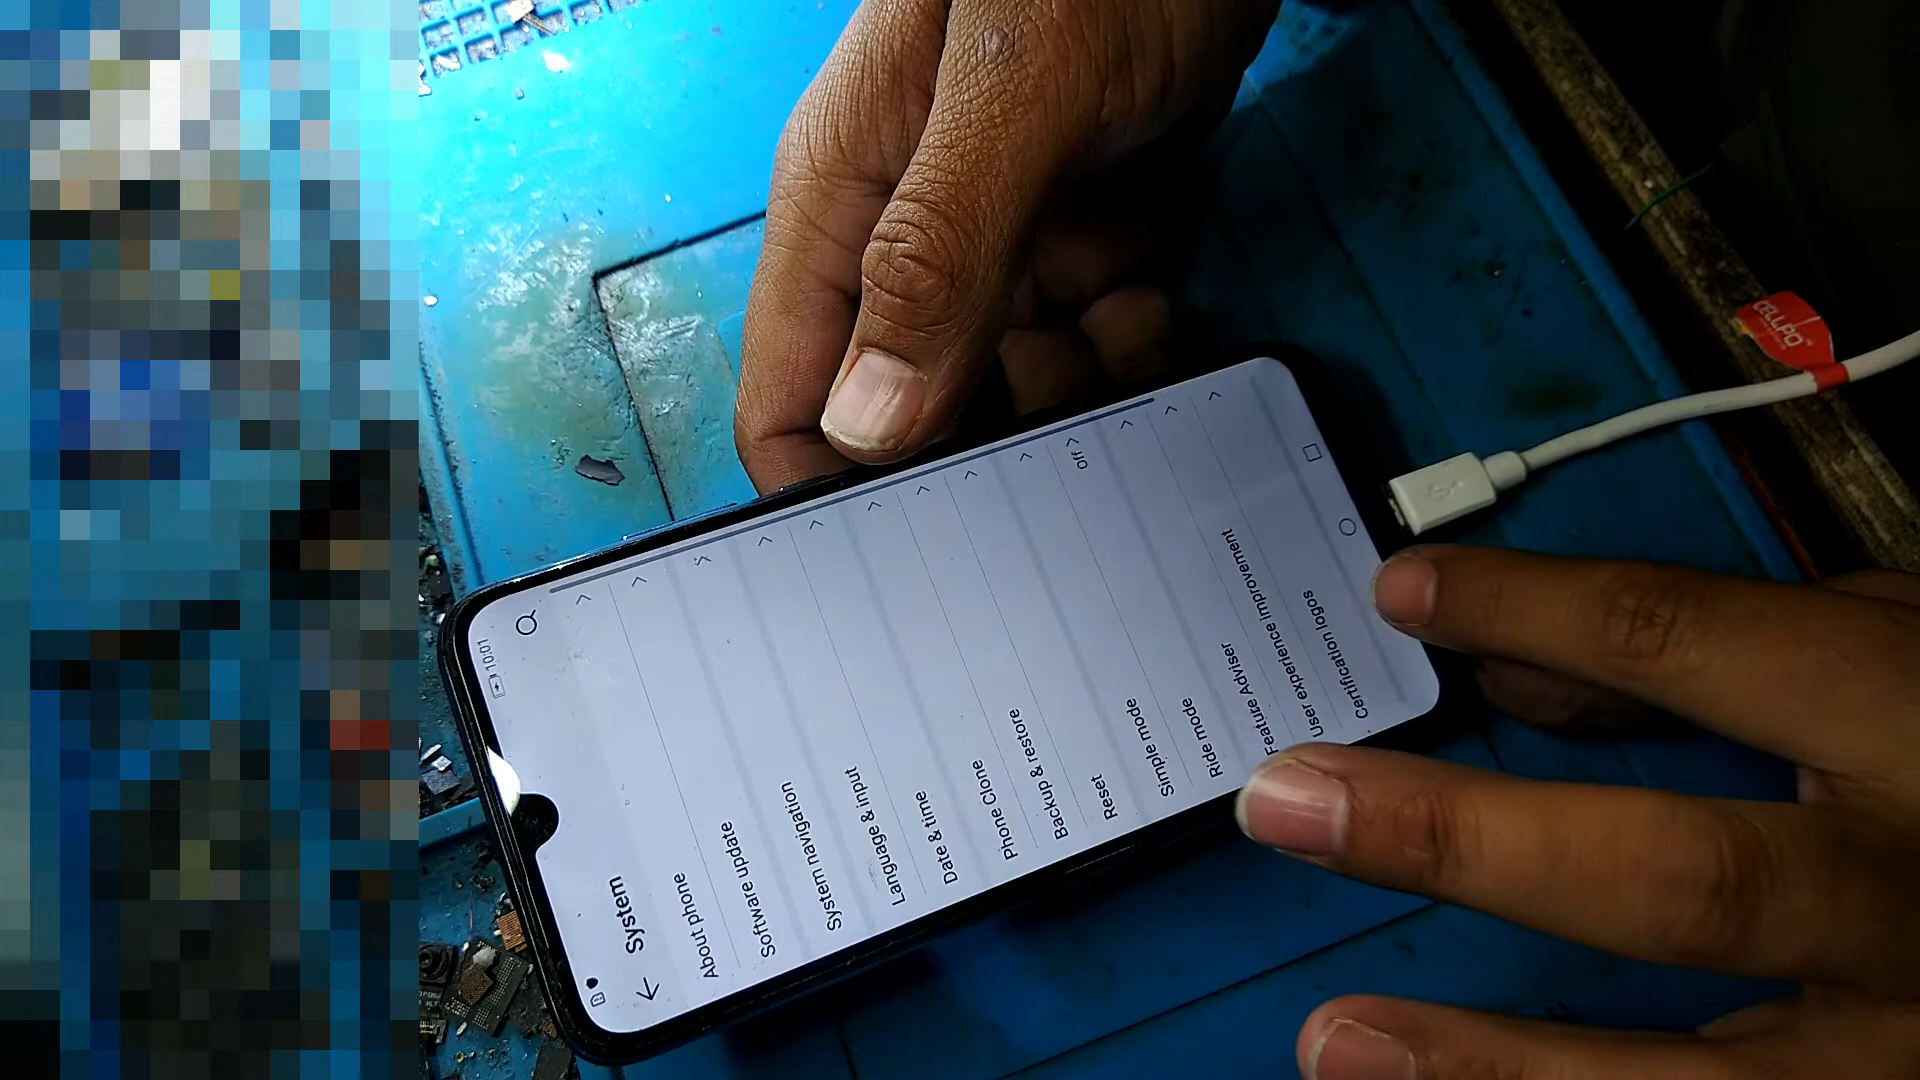 10:01
System
About phone
Software update
System navigation
Language & input
Date & time
Phone Clone
Backup & restore
Reset
Simple mode
Off
Ride mode
Feature Adviser
User experience improvement
Certification logos
CELLPO